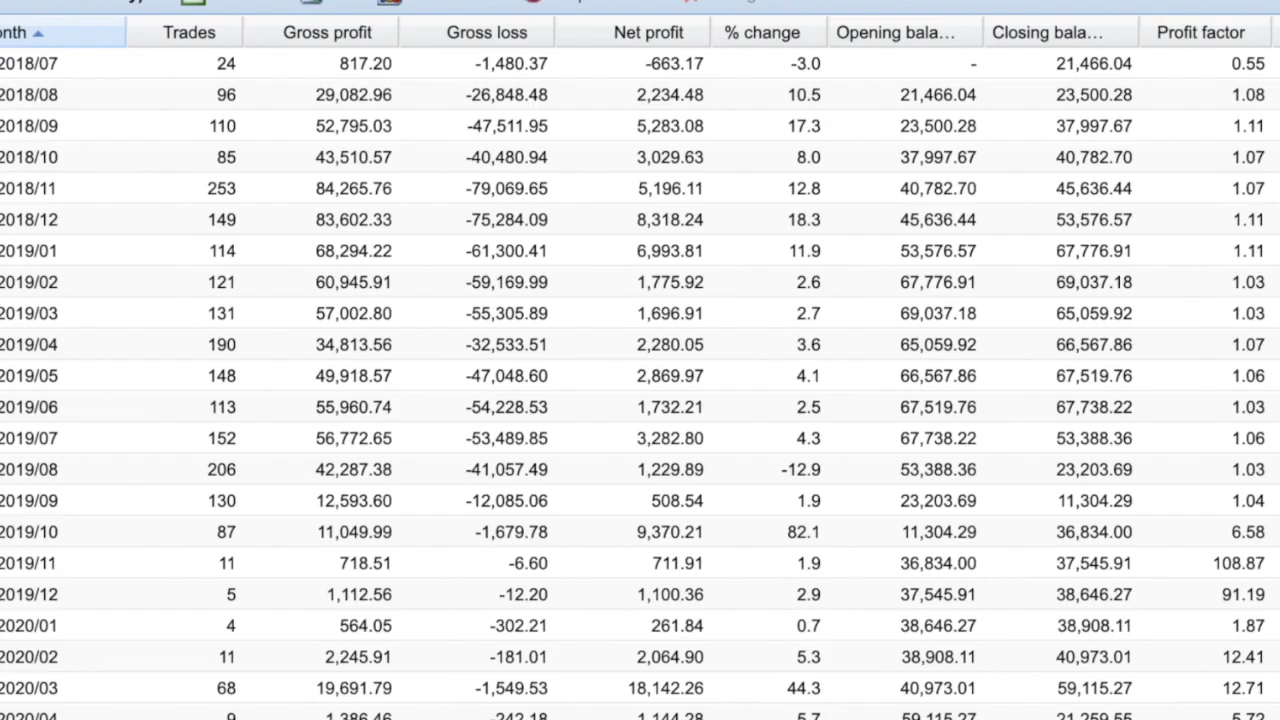 onth Trades Gross profit Gross loss Net profit % change Opening bala… Closing bala… Profit factor
2018/07 24 817.20 -1,480.37 -663.17 -3.0 - 21,466.04 0.55
2018/08 96 29,082.96 -26,848.48 2,234.48 10.5 21,466.04 23,500.28 1.08
2018/09 110 52,795.03 -47,511.95 5,283.08 17.3 23,500.28 37,997.67 1.11
2018/10 85 43,510.57 -40,480.94 3,029.63 8.0 37,997.67 40,782.70 1.07
2018/11 253 84,265.76 -79,069.65 5,196.11 12.8 40,782.70 45,636.44 1.07
2018/12 149 83,602.33 -75,284.09 8,318.24 18.3 45,636.44 53,576.57 1.11
2019/01 114 68,294.22 -61,300.41 6,993.81 11.9 53,576.57 67,776.91 1.11
2019/02 121 60,945.91 -59,169.99 1,775.92 2.6 67,776.91 69,037.18 1.03
2019/03 131 57,002.80 -55,305.89 1,696.91 2.7 69,037.18 65,059.92 1.03
2019/04 190 34,813.56 -32,533.51 2,280.05 3.6 65,059.92 66,567.86 1.07
2019/05 148 49,918.57 -47,048.60 2,869.97 4.1 66,567.86 67,519.76 1.06
2019/06 113 55,960.74 -54,228.53 1,732.21 2.5 67,519.76 67,738.22 1.03
2019/07 152 56,772.65 -53,489.85 3,282.80 4.3 67,738.22 53,388.36 1.06
2019/08 206 42,287.38 -41,057.49 1,229.89 -12.9 53,388.36 23,203.69 1.03
2019/09 130 12,593.60 -12,085.06 508.54 1.9 23,203.69 11,304.29 1.04
2019/10 87 11,049.99 -1,679.78 9,370.21 82.1 11,304.29 36,834.00 6.58
2019/11 11 718.51 -6.60 711.91 1.9 36,834.00 37,545.91 108.87
2019/12 5 1,112.56 -12.20 1,100.36 2.9 37,545.91 38,646.27 91.19
2020/01 4 564.05 -302.21 261.84 0.7 38,646.27 38,908.11 1.87
2020/02 11 2,245.91 -181.01 2,064.90 5.3 38,908.11 40,973.01 12.41
2020/03 68 19,691.79 -1,549.53 18,142.26 44.3 40,973.01 59,115.27 12.71
2020/04 9 1,386.46 -242.18 1,144.28 5.7 59,115.27 21,259.55 5.72